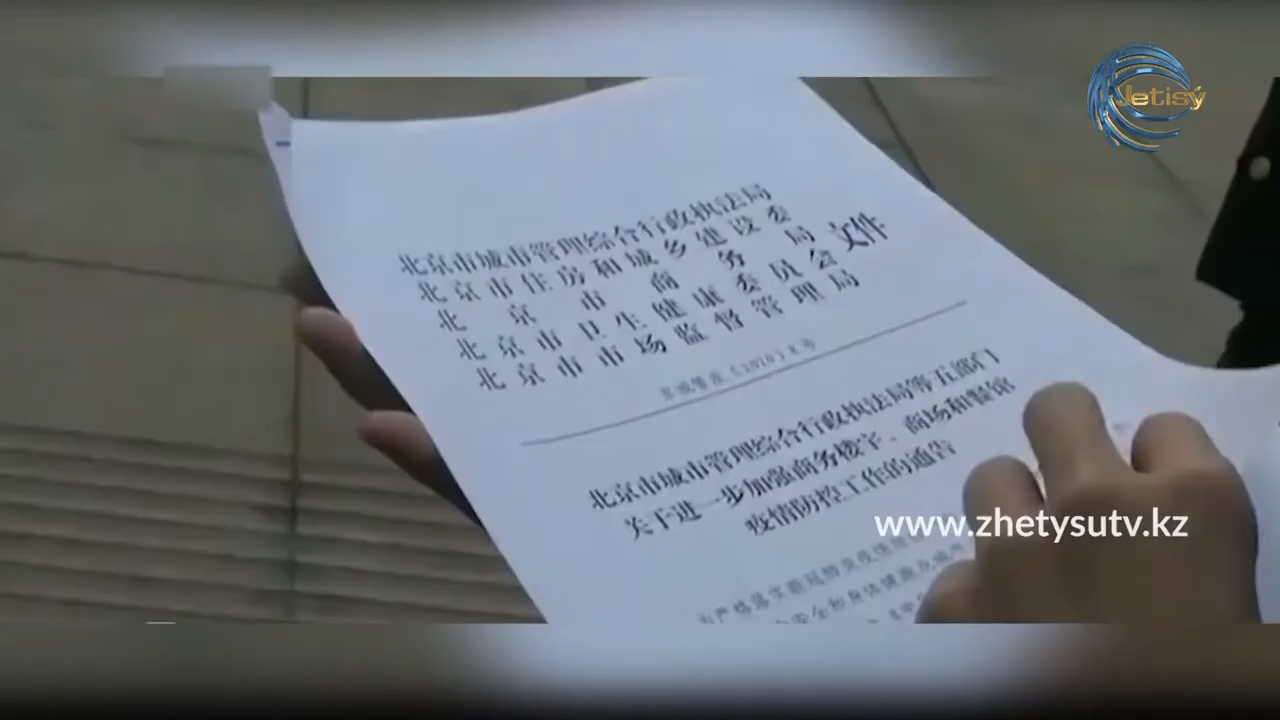 Jetisý
北京市城市管理综合行政执法局
北京市住房和城乡建设委
北京市商务局 文件
北京市卫生健康委员会
北京市市场监督管理局
北京市城市管理综合行政执法局等五部门
关于进一步加强商务楼宇、商场和餐馆
疫情防控工作的通告
www.zhetysutv.kz